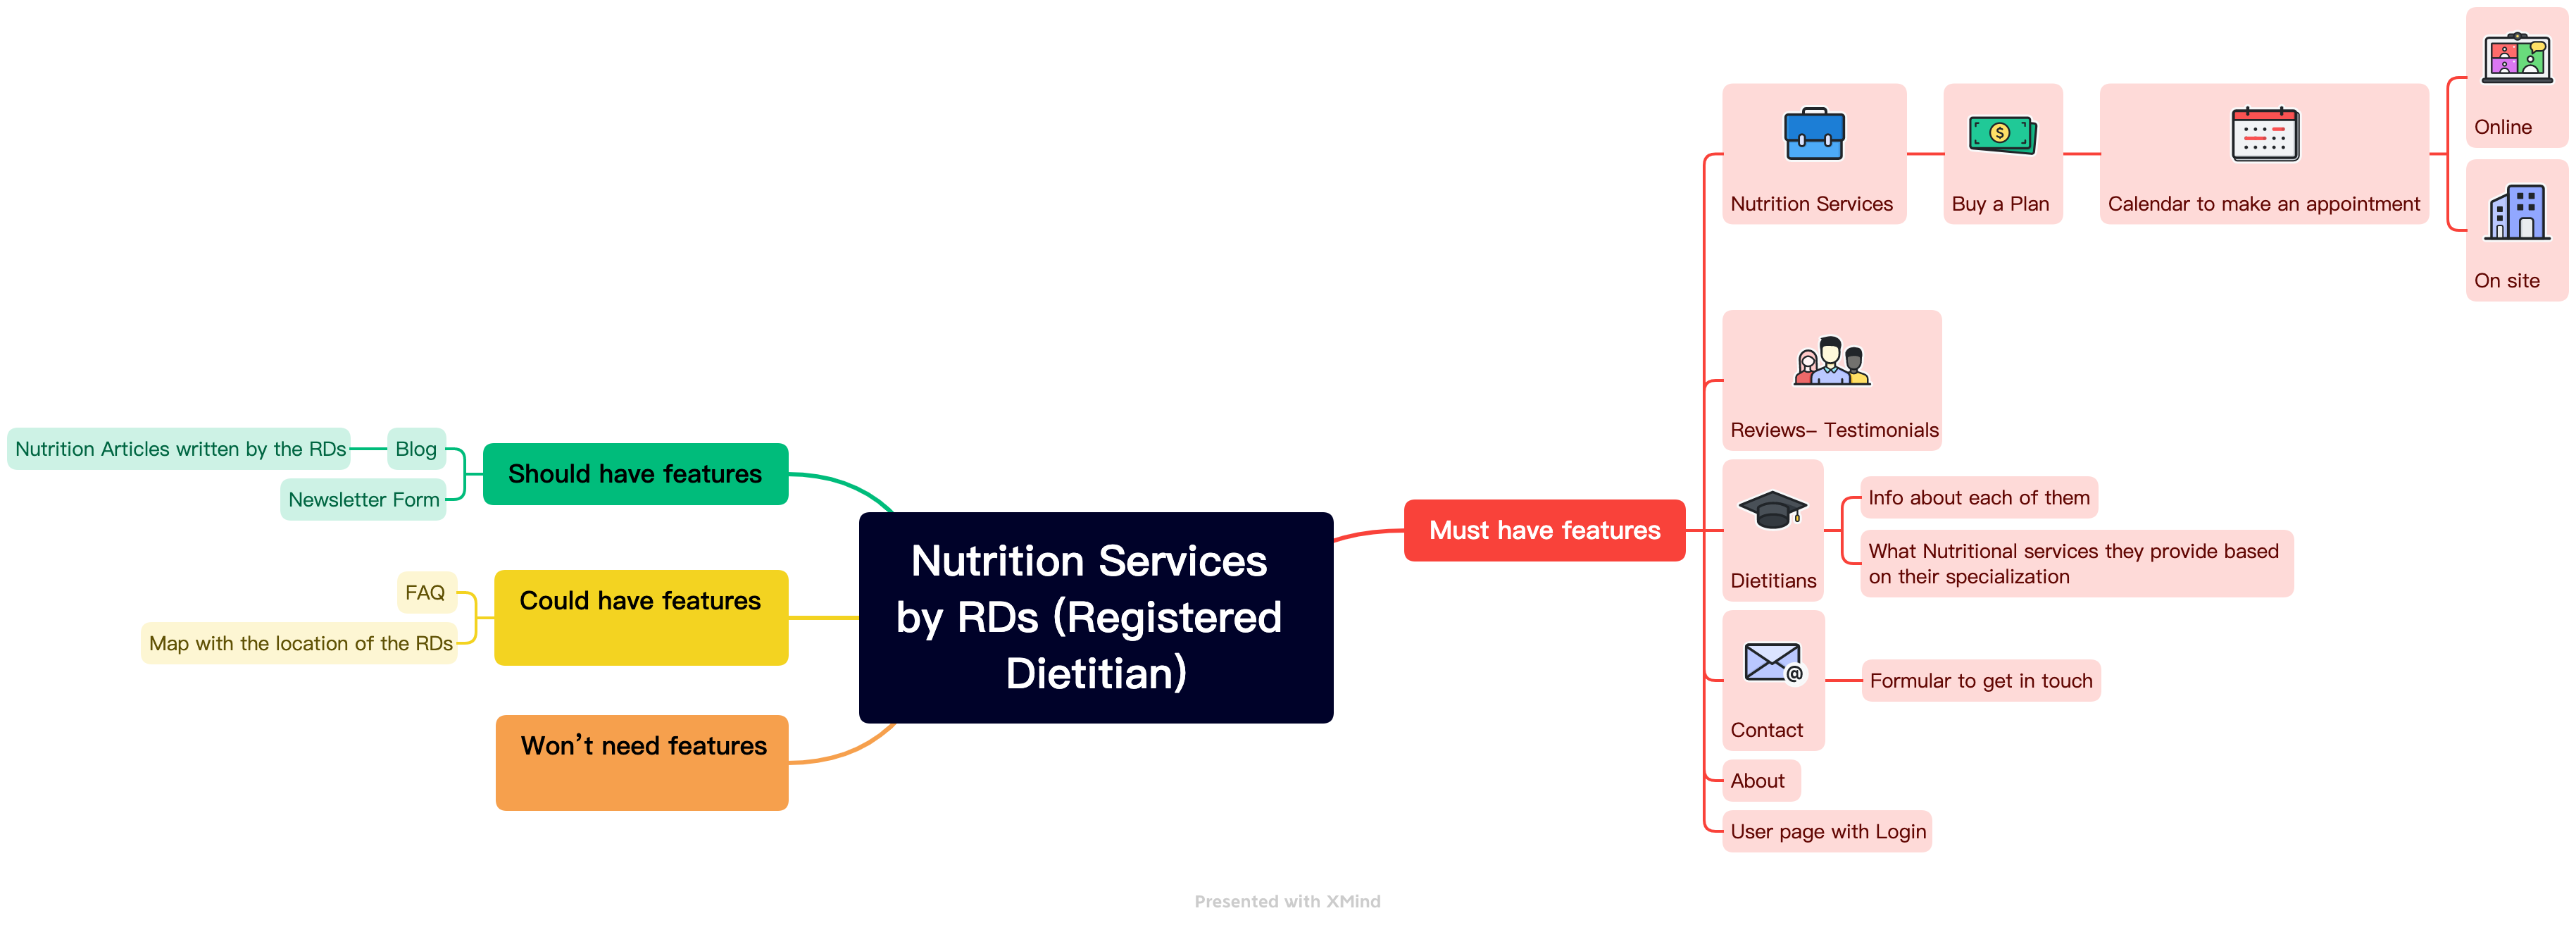 Nutrition Services
by RDs (Registered
Dietitian)
Must have features
Nutrition Services
Buy a Plan
$
Calendar to make an appointment
Online
On site
Reviews– Testimonials
Dietitians
Info about each of them
What Nutritional services they provide based
on their specialization
Contact
@
Formular to get in touch
About
User page with Login
Should have features
Blog
Nutrition Articles written by the RDs
Newsletter Form
Could have features
FAQ
Map with the location of the RDs
Won’t need features
Presented with XMind